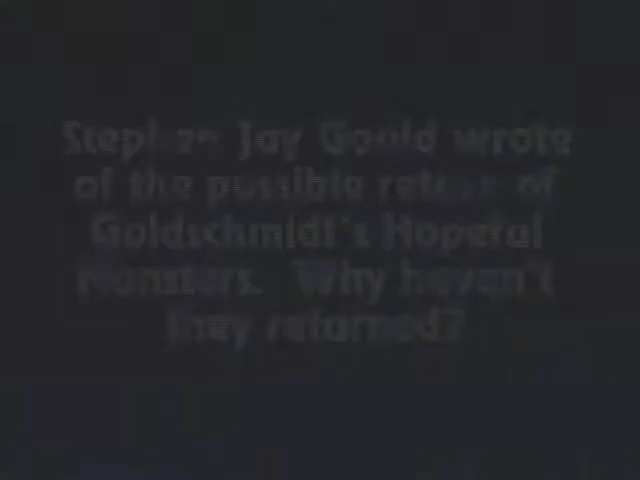 Stephen Jay Gould wrote
of the possible return of
Goldschmidt's Hopeful
Monsters. Why haven't
they returned?